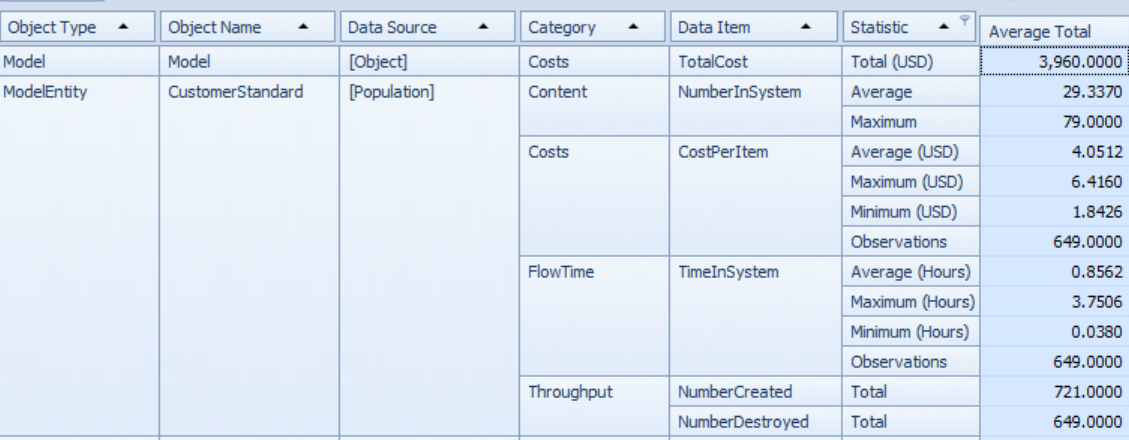 Object Type Object Name Data Source Category Data Item Statistic Average Total
Model Model [Object] Costs TotalCost Total (USD) 3,960.0000
ModelEntity CustomerStandard [Population] Content NumberInSystem Average 29.3370
Maximum 79.0000
Costs CostPerItem Average (USD) 4.0512
Maximum (USD) 6.4160
Minimum (USD) 1.8426
Observations 649.0000
FlowTime TimeInSystem Average (Hours) 0.8562
Maximum (Hours) 3.7506
Minimum (Hours) 0.0380
Observations 649.0000
Throughput NumberCreated Total 721.0000
NumberDestroyed Total 649.0000